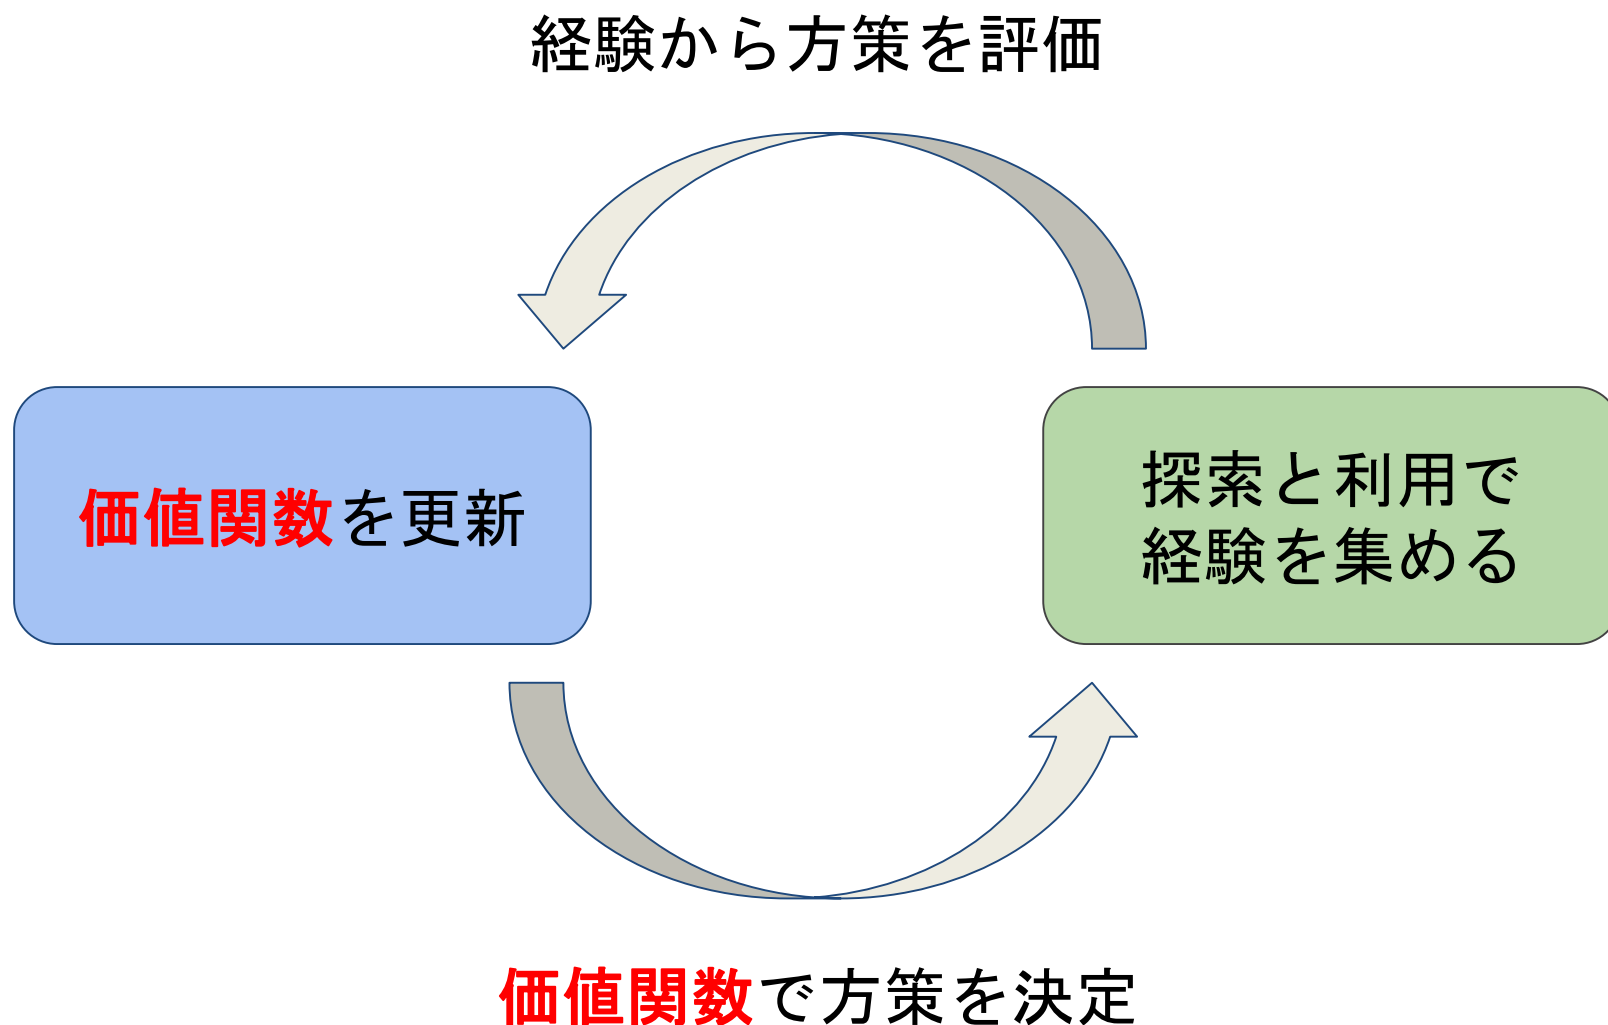 経験から方策を評価
価値関数を更新
探索と利用で
経験を集める
価値関数で方策を決定